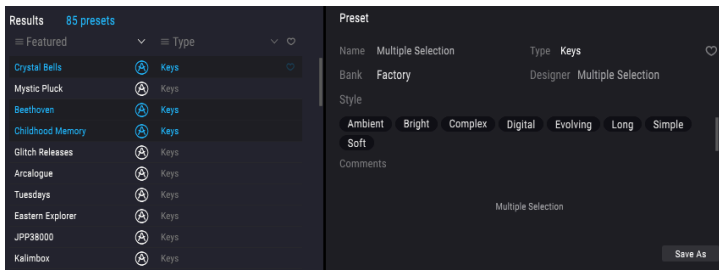 Results 85 presets
Featured Type
Crystal Bells Keys
Mystic Pluck Keys
Beethoven Keys
Childhood Memory Keys
Glitch Releases Keys
Arcalogue Keys
Tuesdays Keys
Eastern Explorer Keys
JPP38000 Keys
Kalimbox Keys
Preset
Name Multiple Selection Type Keys
Bank Factory Designer Multiple Selection
Style
Ambient Bright Complex Digital Evolving Long Simple
Soft
Comments
Multiple Selection
Save As